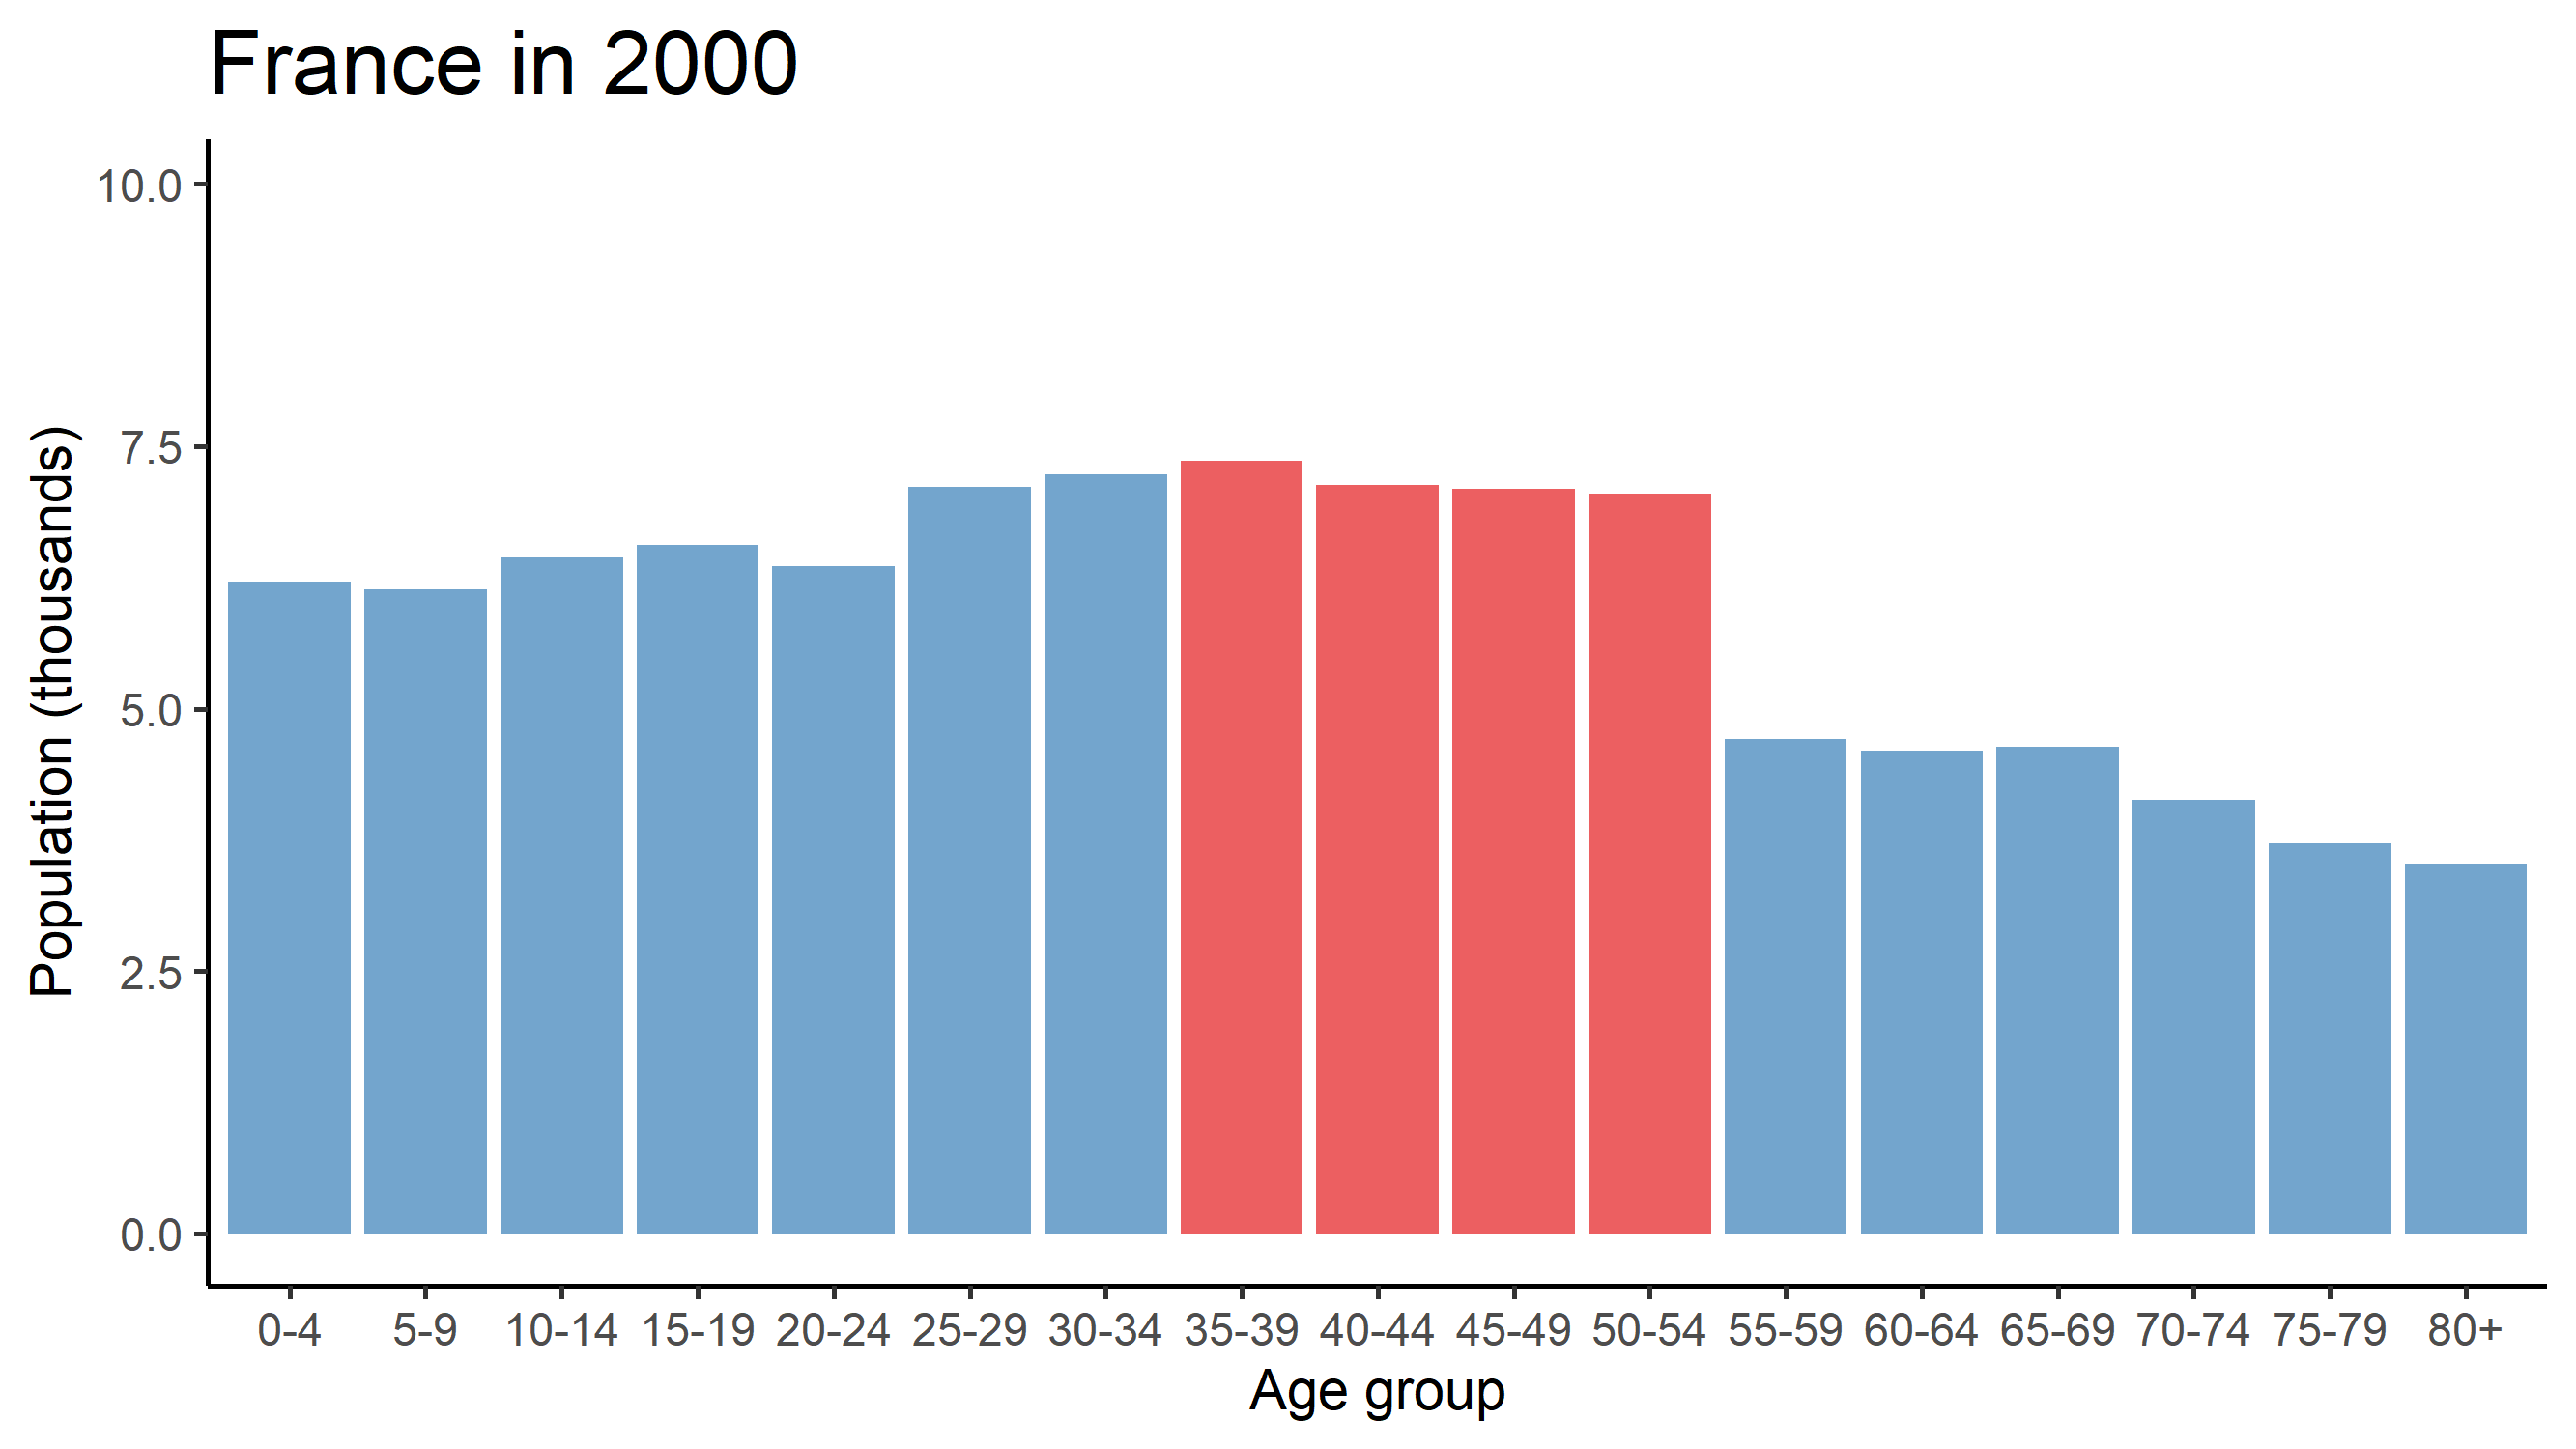 France in 2000
Population (thousands)
10.0
7.5
5.0
2.5
0.0
0-4 5-9 10-14 15-19 20-24 25-29 30-34 35-39 40-44 45-49 50-54 55-59 60-64 65-69 70-74 75-79 80+
Age group